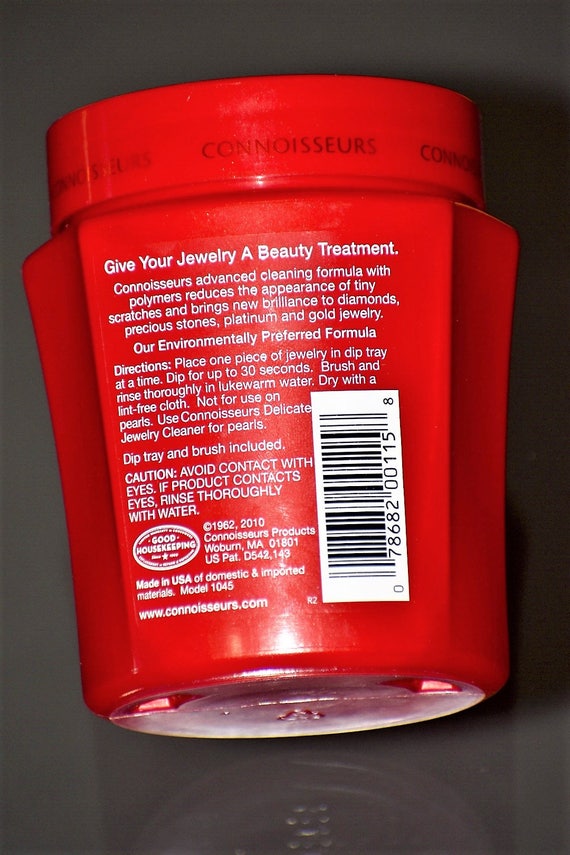 CONNOISSEURS CONNOISSEURS CONNO
Give Your Jewelry A Beauty Treatment.
Connoisseurs advanced cleaning formula with
polymers reduces the appearance of tiny
scratches and brings new brilliance to diamonds,
precious stones, platinum and gold jewelry.
Our Environmentally Preferred Formula
Directions: Place one piece of jewelry in dip tray
at a time. Dip for up to 30 seconds. Brush and
rinse thoroughly in lukewarm water. Dry with a
lint-free cloth. Not for use on
pearls. Use Connoisseurs Delicate
Jewelry Cleaner for pearls.
Dip tray and brush included.
CAUTION: AVOID CONTACT WITH
EYES. IF PRODUCT CONTACTS
EYES, RINSE THOROUGHLY
WITH WATER.
GOOD
HOUSEKEEPING
©1962, 2010
Connoisseurs Products
Woburn, MA 01801
US Pat. D542,143
Made in USA of domestic & imported
materials. Model 1045
www.connoisseurs.com
R2
0 78682 00115 8